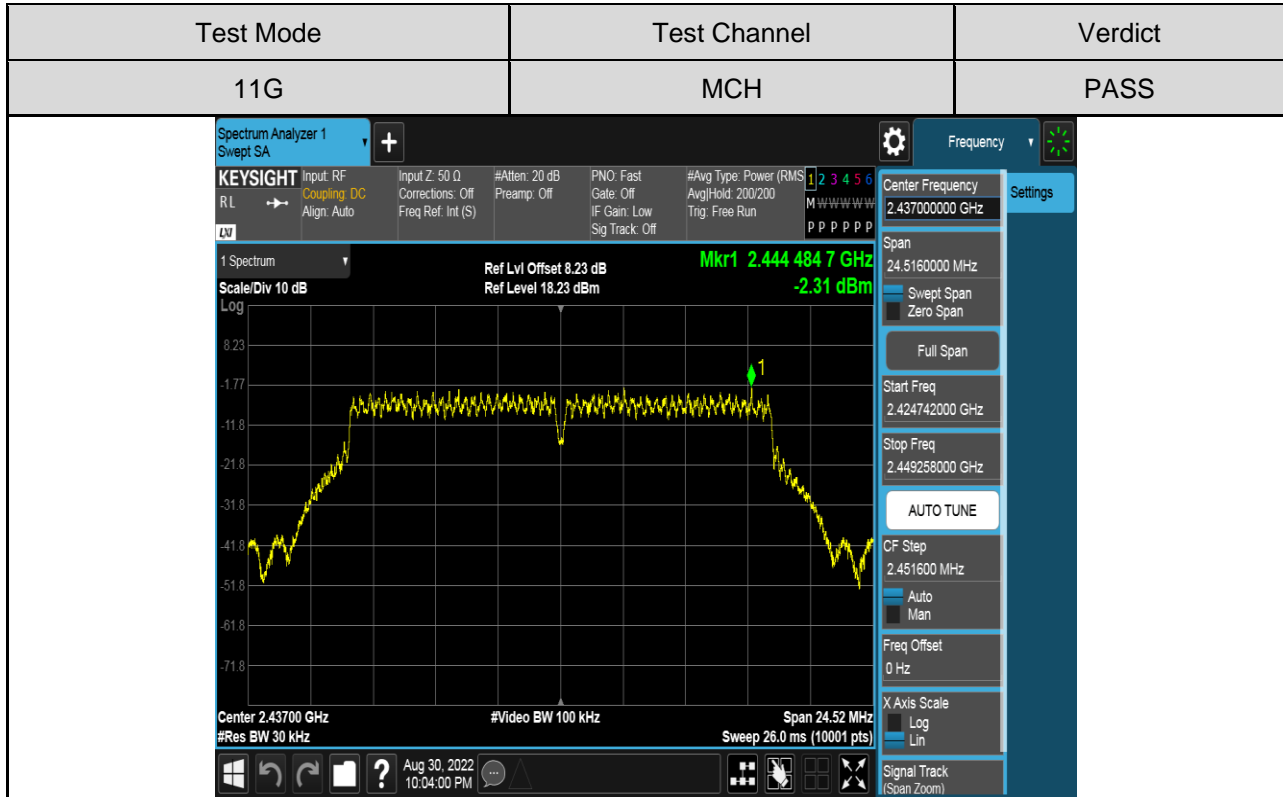 Test Mode Test Channel Verdict
11G MCH PASS
Spectrum Analyzer 1
Swept SA
+
Frequency
KEYSIGHT
RL
LXI
Input: RF
Coupling: DC
Align: Auto
Input Z: 50 Ω
Corrections: Off
Freq Ref: Int (S)
#Atten: 20 dB
Preamp: Off
PNO: Fast
Gate: Off
IF Gain: Low
Sig Track: Off
#Avg Type: Power (RMS
Avg|Hold: 200/200
Trig: Free Run
1 2 3 4 5 6
M W W W W W
P P P P P P
1 Spectrum
Scale/Div 10 dB
Ref Lvl Offset 8.23 dB
Ref Level 18.23 dBm
Mkr1 2.444 484 7 GHz
-2.31 dBm
Log
8.23
-1.77
-11.8
-21.8
-31.8
-41.8
-51.8
-61.8
-71.8
1
Center 2.43700 GHz
#Res BW 30 kHz
#Video BW 100 kHz
Span 24.52 MHz
Sweep 26.0 ms (10001 pts)
Center Frequency
2.437000000 GHz
Settings
Span
24.5160000 MHz
Swept Span
Zero Span
Full Span
Start Freq
2.424742000 GHz
Stop Freq
2.449258000 GHz
AUTO TUNE
CF Step
2.451600 MHz
Auto
Man
Freq Offset
0 Hz
X Axis Scale
Log
Lin
Signal Track
(Span Zoom)
?
Aug 30, 2022
10:04:00 PM